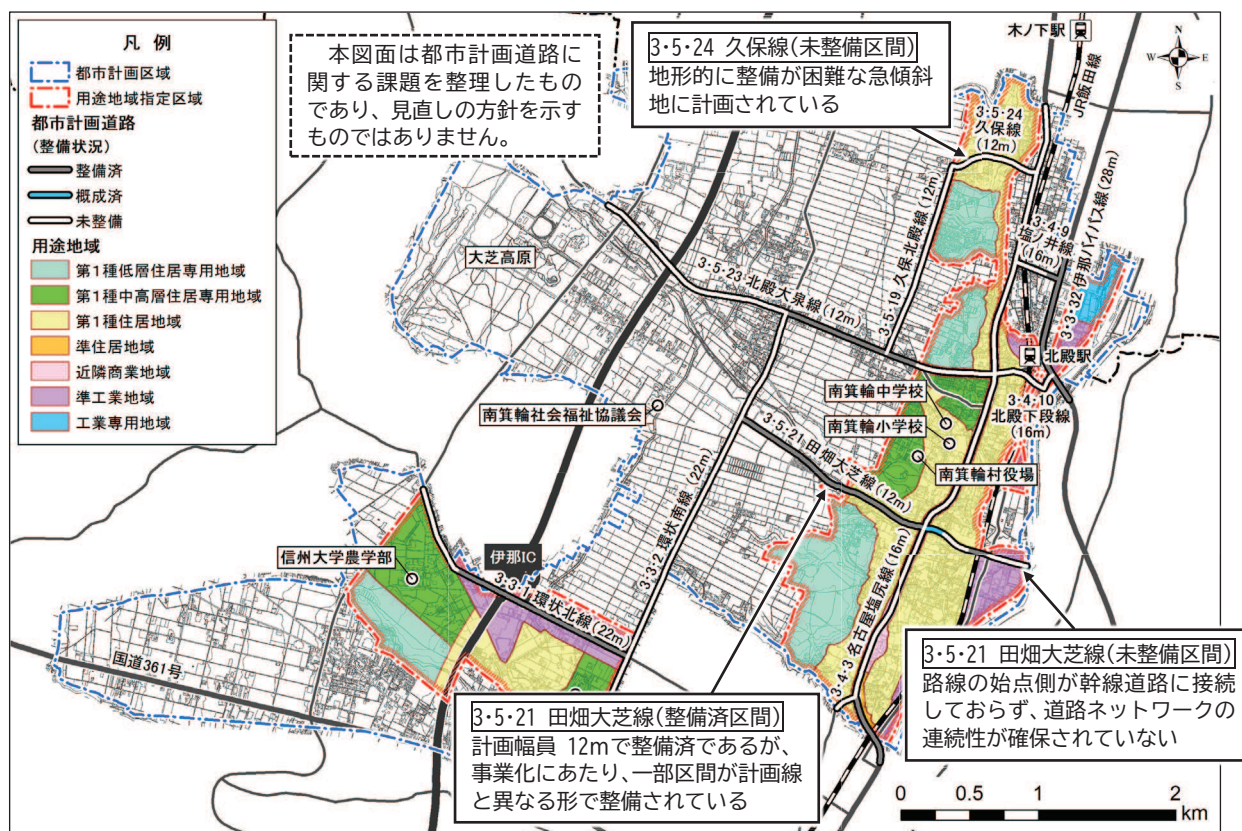 凡 例
都市計画区域
用途地域指定区域
都市計画道路
(整備状況)
整備済
概成済
未整備
用途地域
第1種低層住居専用地域
第1種中高層住居専用地域
第1種住居地域
準住居地域
近隣商業地域
準工業地域
工業専用地域
本図面は都市計画道路に
関する課題を整理したもの
であり、見直しの方針を示す
ものではありません。
3・5・24 久保線(未整備区間)
地形的に整備が困難な急傾斜
地に計画されている
木ノ下駅
N
W
E
S
JR飯田線
3・5・24
久保線
(12m)
3・4・9
塩ノ井線
(16m)
3・3・32 伊那バイパス線(28m)
大芝高原
3・5・23 北殿大泉線(12m)
3・5・19 久保北殿線(12m)
北殿駅
3・4・10
北殿下段線
(16m)
南箕輪中学校
南箕輪小学校
南箕輪村役場
南箕輪社会福祉協議会
3・5・21 田畑大芝線(12m)
3・3・2 環状南線(22m)
信州大学農学部
伊那IC
3・3・1 環状北線(22m)
3・4・3 名古屋塩尻線(16m)
国道361号
3・5・21 田畑大芝線(整備済区間)
計画幅員 12mで整備済であるが、
事業化にあたり、一部区間が計画線
と異なる形で整備されている
3・5・21 田畑大芝線(未整備区間)
路線の始点側が幹線道路に接続
しておらず、道路ネットワークの
連続性が確保されていない
0 0.5 1 2
km